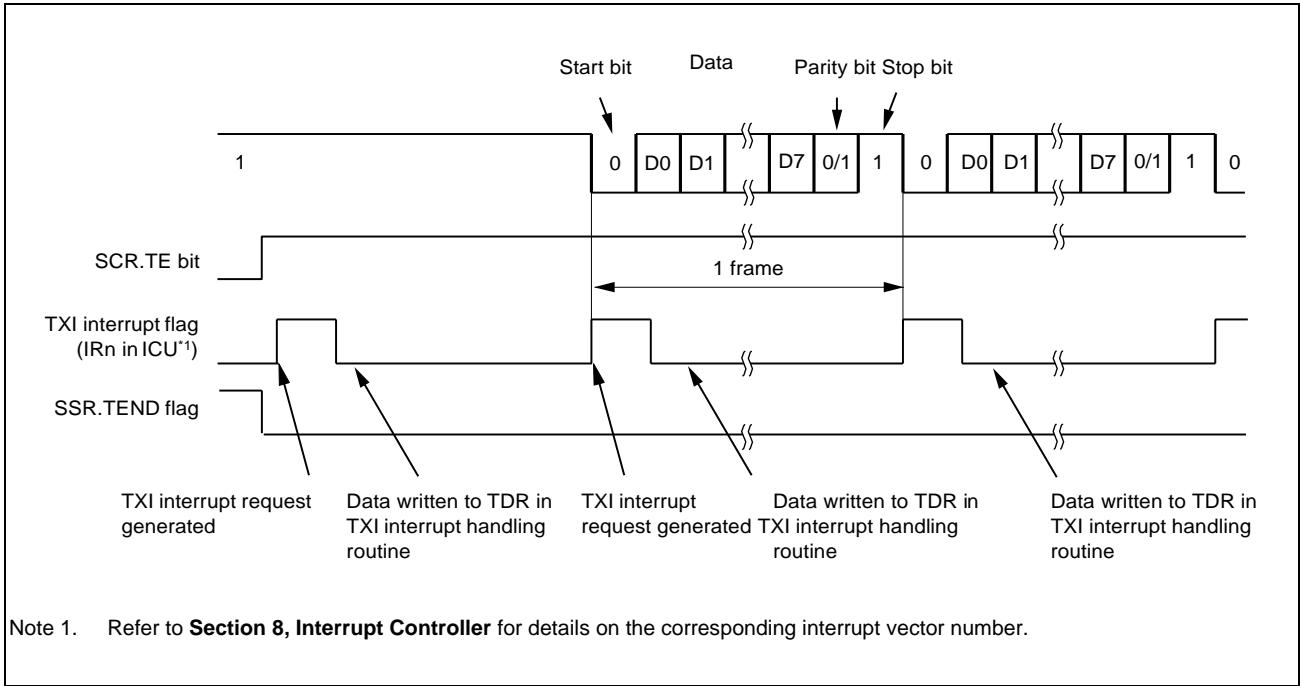 Start bit Data Parity bit Stop bit
1 0 D0 D1 D7 0/1 1 0 D0 D1 D7 0/1 1 0
SCR.TE bit
1 frame
TXI interrupt flag
(IRn in ICU*1)
SSR.TEND flag
TXI interrupt request
generated
Data written to TDR in
TXI interrupt handling
routine
TXI interrupt
request generated
Data written to TDR in
TXI interrupt handling
routine
Data written to TDR in
TXI interrupt handling
routine
Note 1. Refer to Section 8, Interrupt Controller for details on the corresponding interrupt vector number.